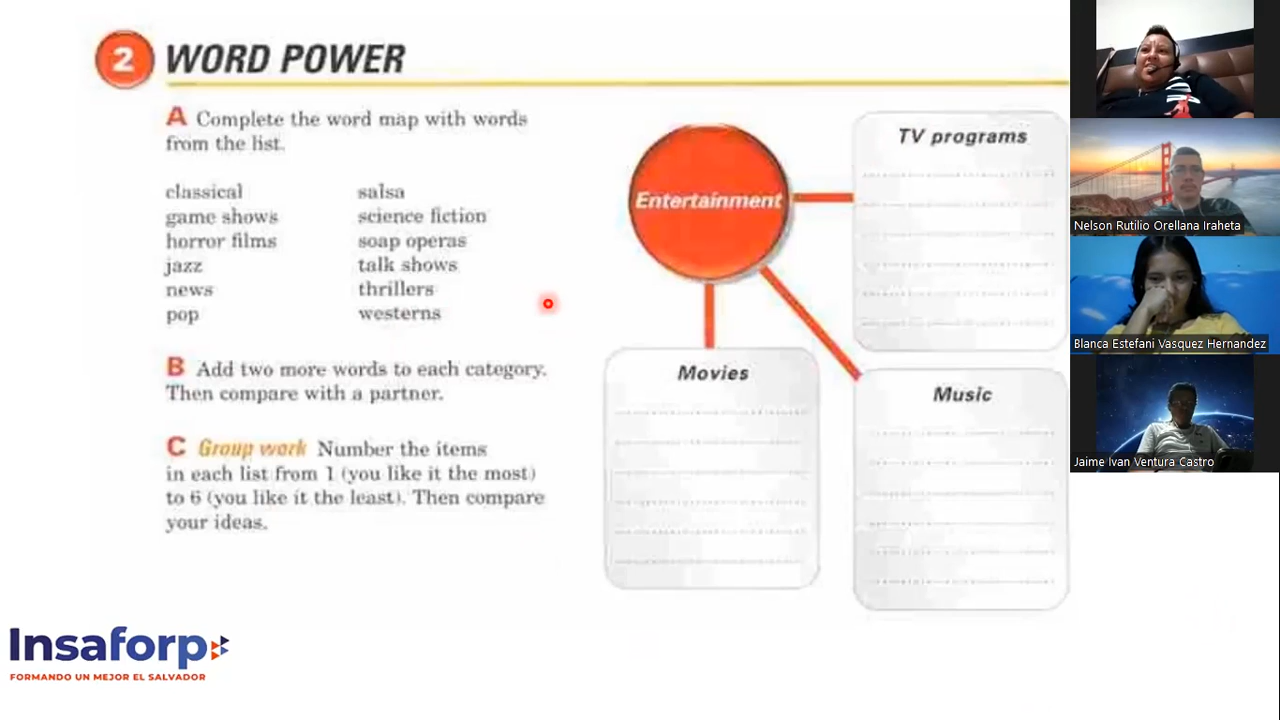 2 WORD POWER
A Complete the word map with words
from the list.
classical
game shows
horror films
jazz
news
pop
salsa
science fiction
soap operas
talk shows
thrillers
westerns
B Add two more words to each category.
Then compare with a partner.
C Group work Number the items
in each list from 1 (you like it the most)
to 6 (you like it the least). Then compare
your ideas.
Entertainment
TV programs
Movies
Music
Nelson Rutilio Orellana Iraheta
Blanca Estefani Vasquez Hernandez
Jaime Ivan Ventura Castro
Insaforp
FORMANDO UN MEJOR EL SALVADOR